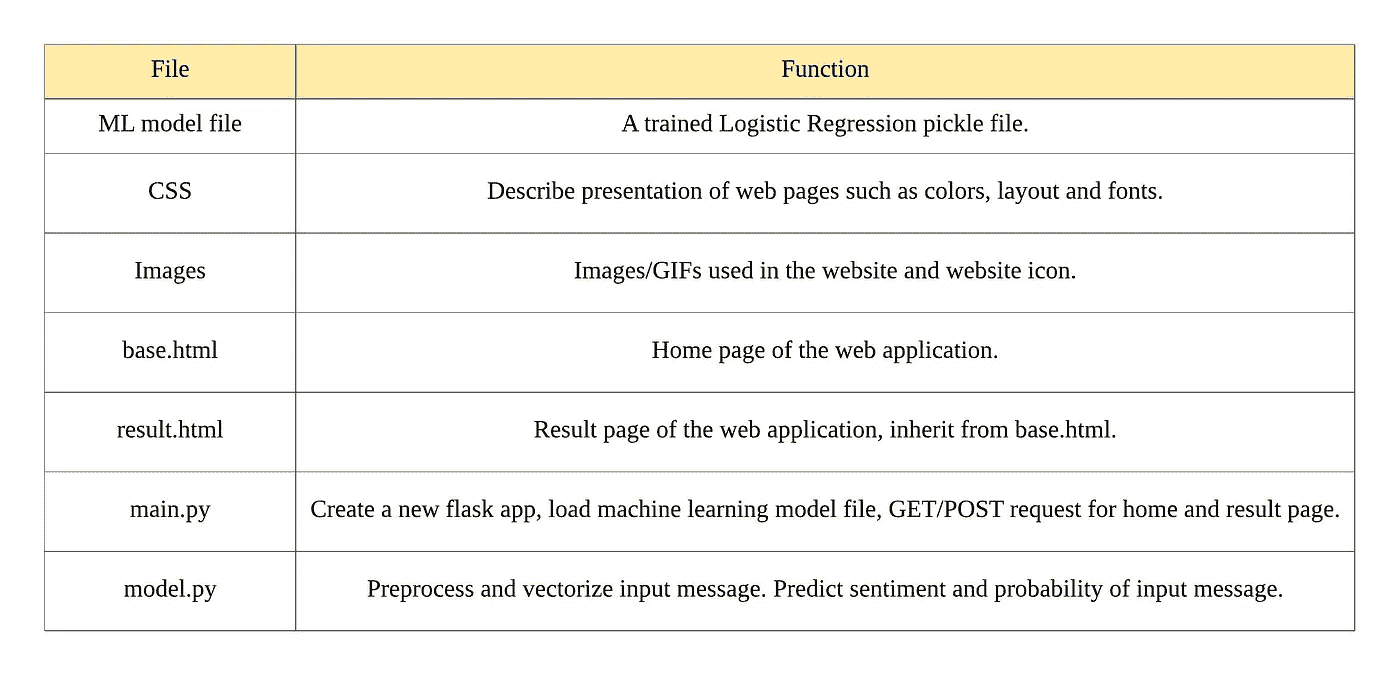 File Function
ML model file A trained Logistic Regression pickle file.
CSS Describe presentation of web pages such as colors, layout and fonts.
Images Images/GIFs used in the website and website icon.
base.html Home page of the web application.
result.html Result page of the web application, inherit from base.html.
main.py Create a new flask app, load machine learning model file, GET/POST request for home and result page.
model.py Preprocess and vectorize input message. Predict sentiment and probability of input message.